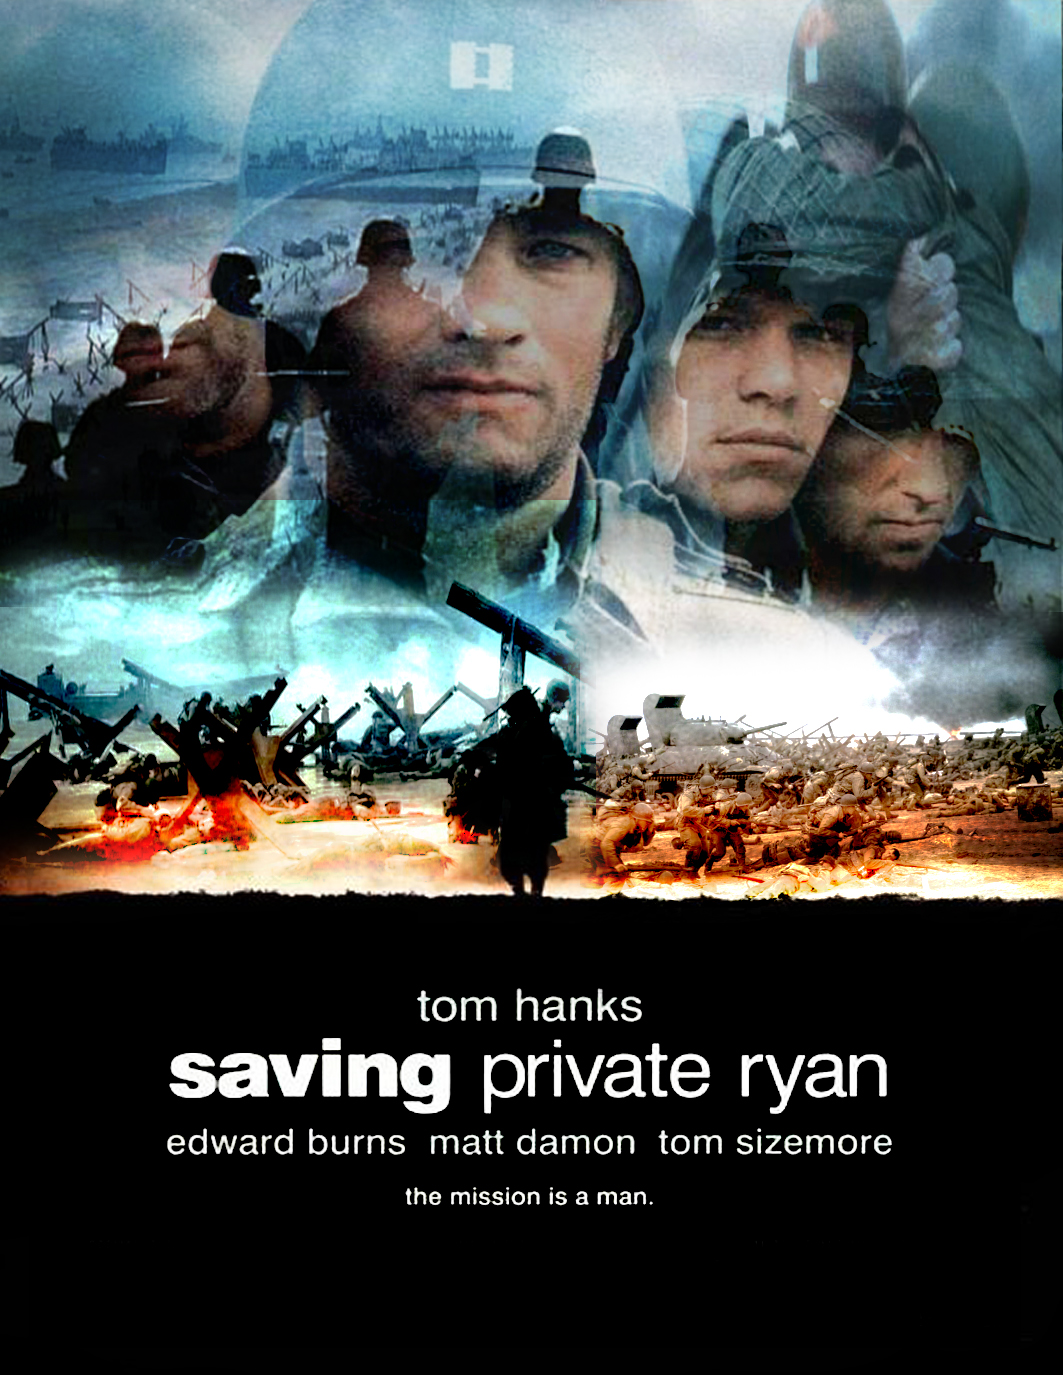 tom hanks
saving private ryan
edward burns matt damon tom sizemore
the mission is a man.